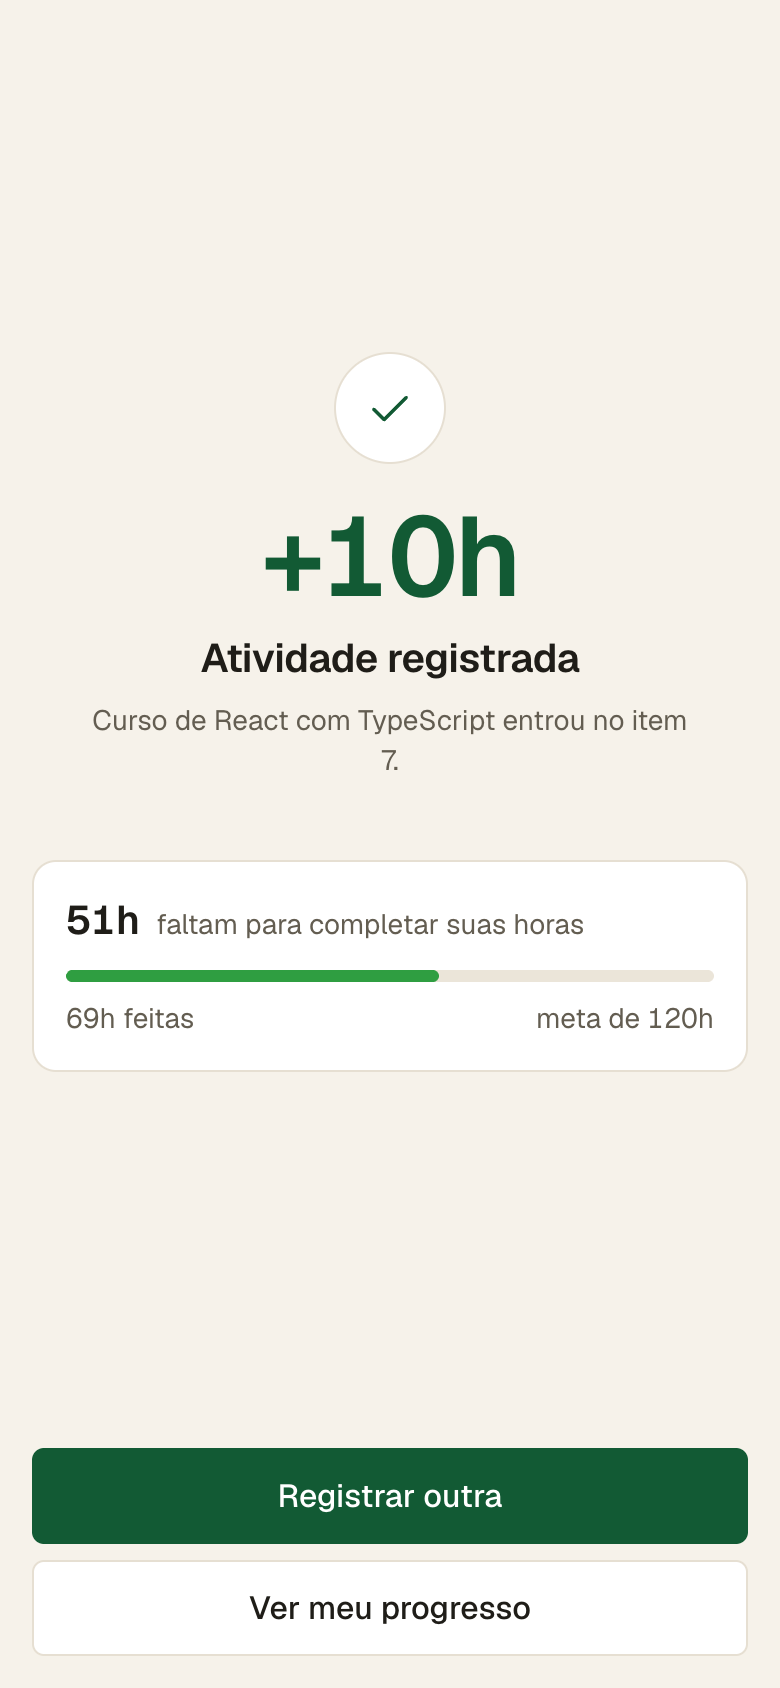 +10h
Atividade registrada
Curso de React com TypeScript entrou no item
7.
51h faltam para completar suas horas
69h feitas meta de 120h
Registrar outra
Ver meu progresso